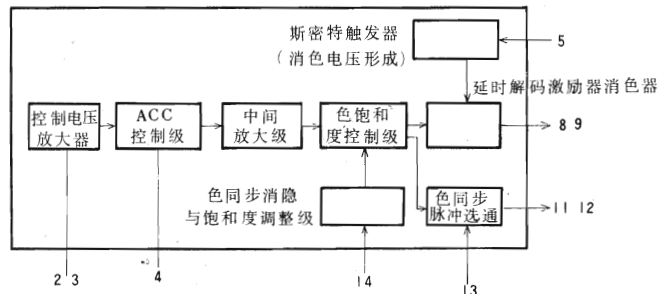 斯密特触发器
(消色电压形成)
5
延时解码激励器消色器
控制电压
放大器
ACC
控制级
中间
放大级
色饱和
度控制级
8 9
色同步消隐
与饱和度调整级
色同步
脉冲选通
11 12
2 3
4
14
13